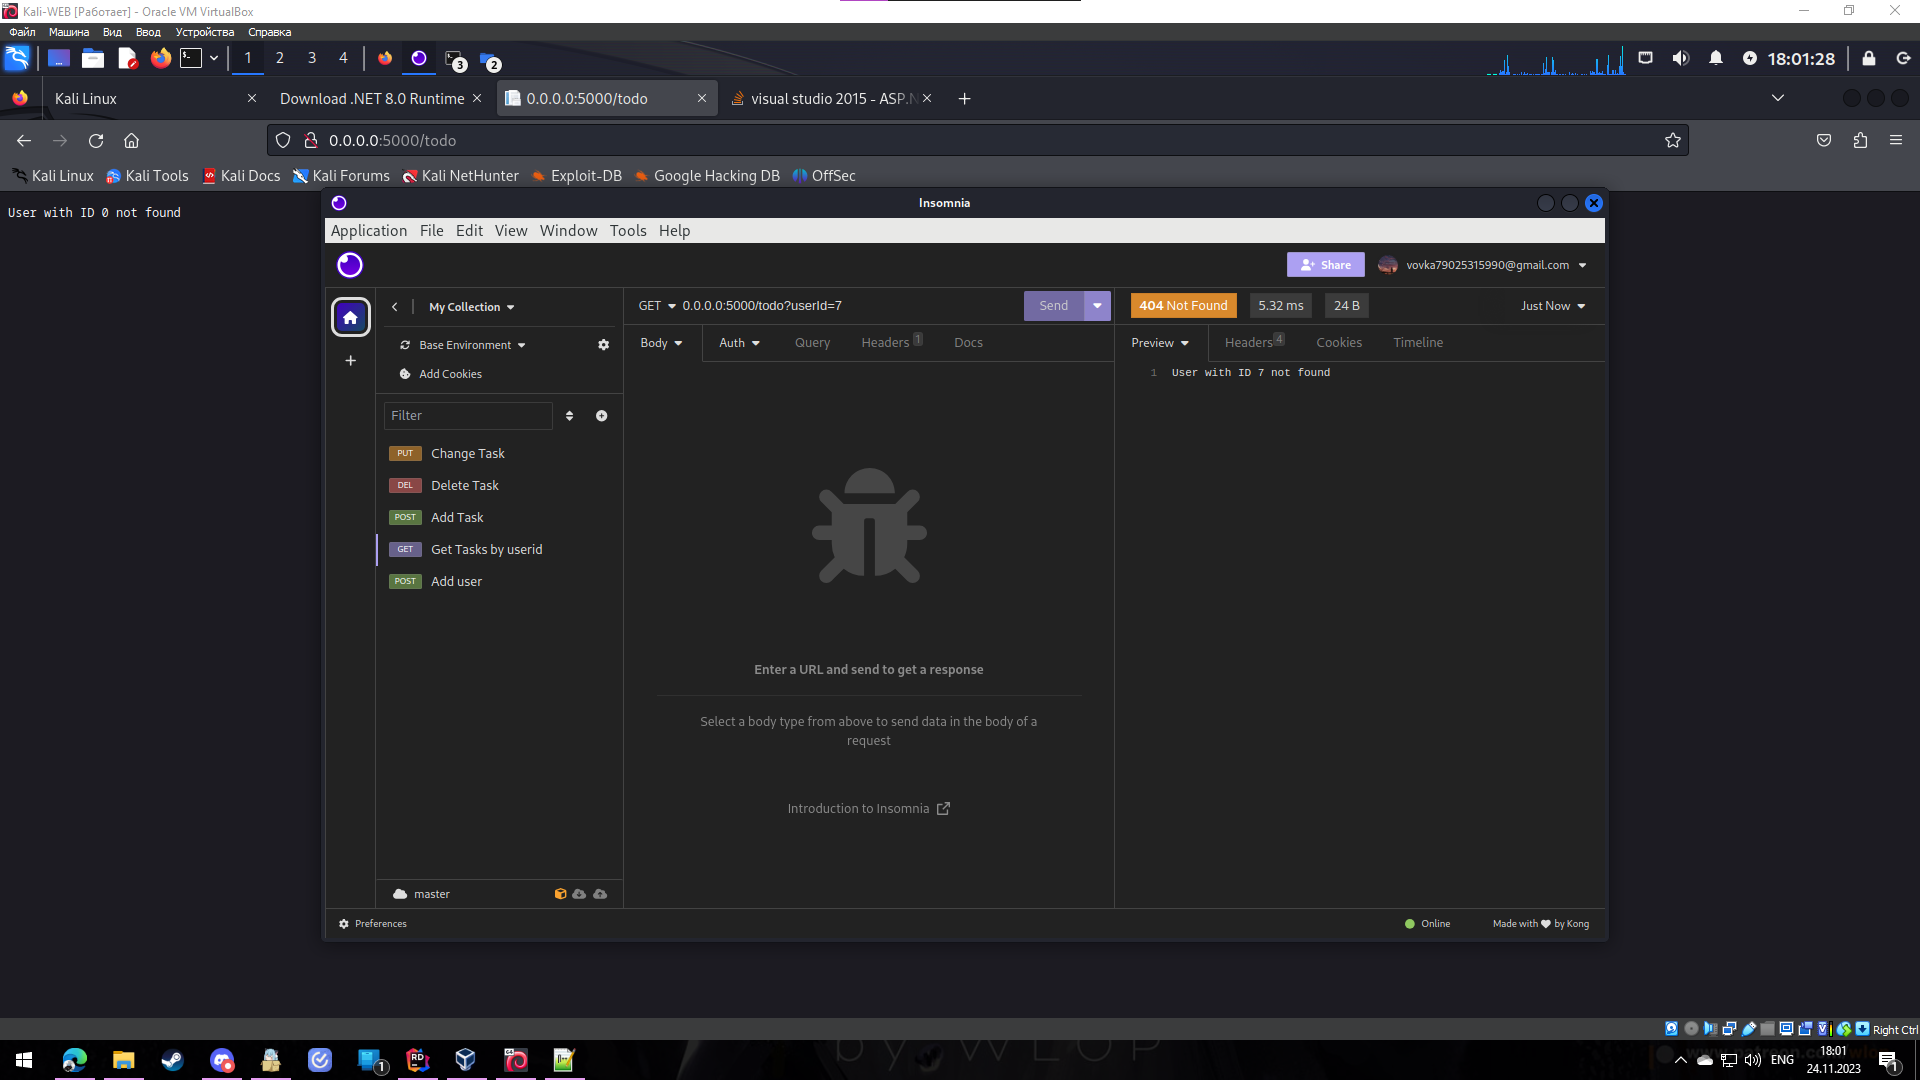 Kali-WEB [Работает] - Oracle VM VirtualBox
Файл Машина Вид Ввод Устройства Справка
1 2 3 4 3 2 18:01:28
Kali Linux Download .NET 8.0 Runtime 0.0.0.0:5000/todo visual studio 2015 - ASP.N
0.0.0.0:5000/todo
Kali Linux Kali Tools Kali Docs Kali Forums Kali NetHunter Exploit-DB Google Hacking DB OffSec
User with ID 0 not found
Insomnia
Application File Edit View Window Tools Help
Share vovka79025315990@gmail.com
My Collection GET 0.0.0.0:5000/todo?userId=7 Send 404 Not Found 5.32 ms 24 B Just Now
Base Environment Body Auth Query Headers 1 Docs Preview Headers 4 Cookies Timeline
Add Cookies
1 User with ID 7 not found
Filter
PUT Change Task
DEL Delete Task
POST Add Task
GET Get Tasks by userid
POST Add user
Enter a URL and send to get a response
Select a body type from above to send data in the body of a
request
Introduction to Insomnia
master
Preferences Online Made with by Kong
Right Ctrl
by WLOP
1 ENG 18:01
24.11.2023 1